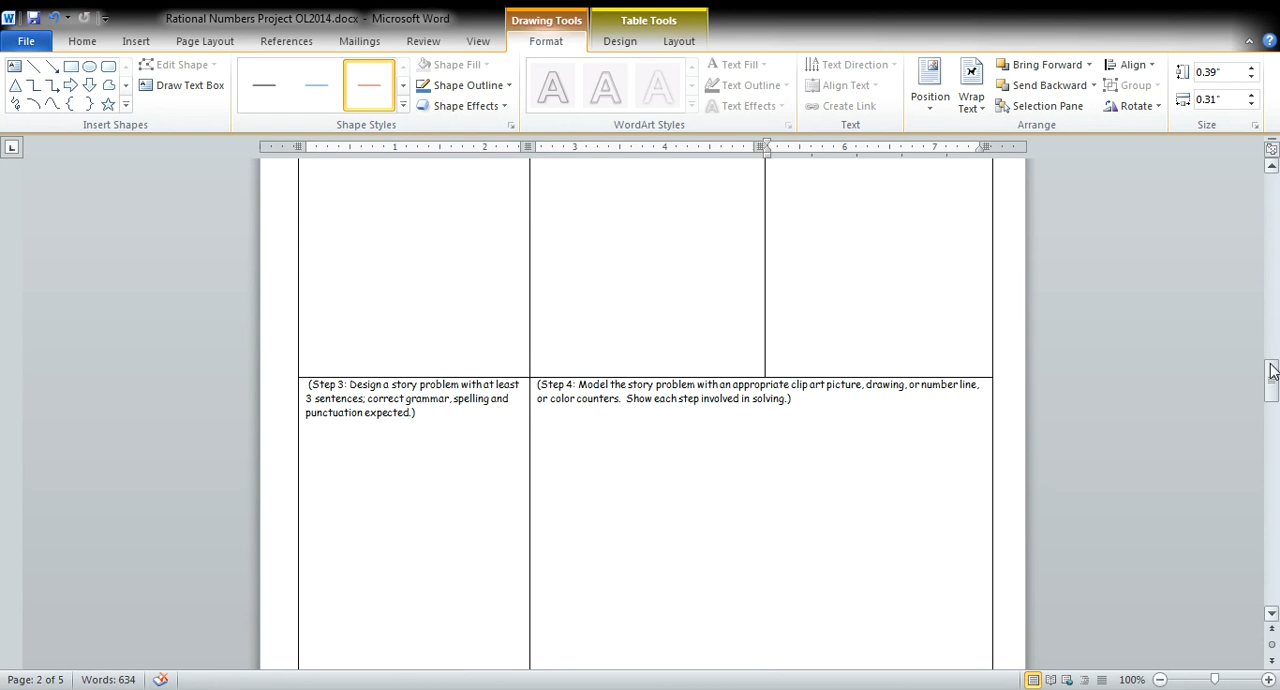 Rational Numbers Project OL2014.docx - Microsoft Word
Drawing Tools
Table Tools
File
Home
Insert
Page Layout
References
Mailings
Review
View
Format
Design
Layout
Edit Shape
Draw Text Box
Insert Shapes
Shape Fill
Shape Outline
Shape Effects
Shape Styles
A A A
Text Fill
Text Outline
Text Effects
WordArt Styles
Text Direction
Align Text
Create Link
Text
Position
Wrap
Text
Bring Forward
Send Backward
Selection Pane
Align
Group
Rotate
Arrange
0.39"
0.31"
Size
1 2 3 4 6 7
(Step 3: Design a story problem with at least
3 sentences; correct grammar, spelling and
punctuation expected.)
(Step 4: Model the story problem with an appropriate clip art picture, drawing, or number line,
or color counters. Show each step involved in solving.)
Page: 2 of 5
Words: 634
100%